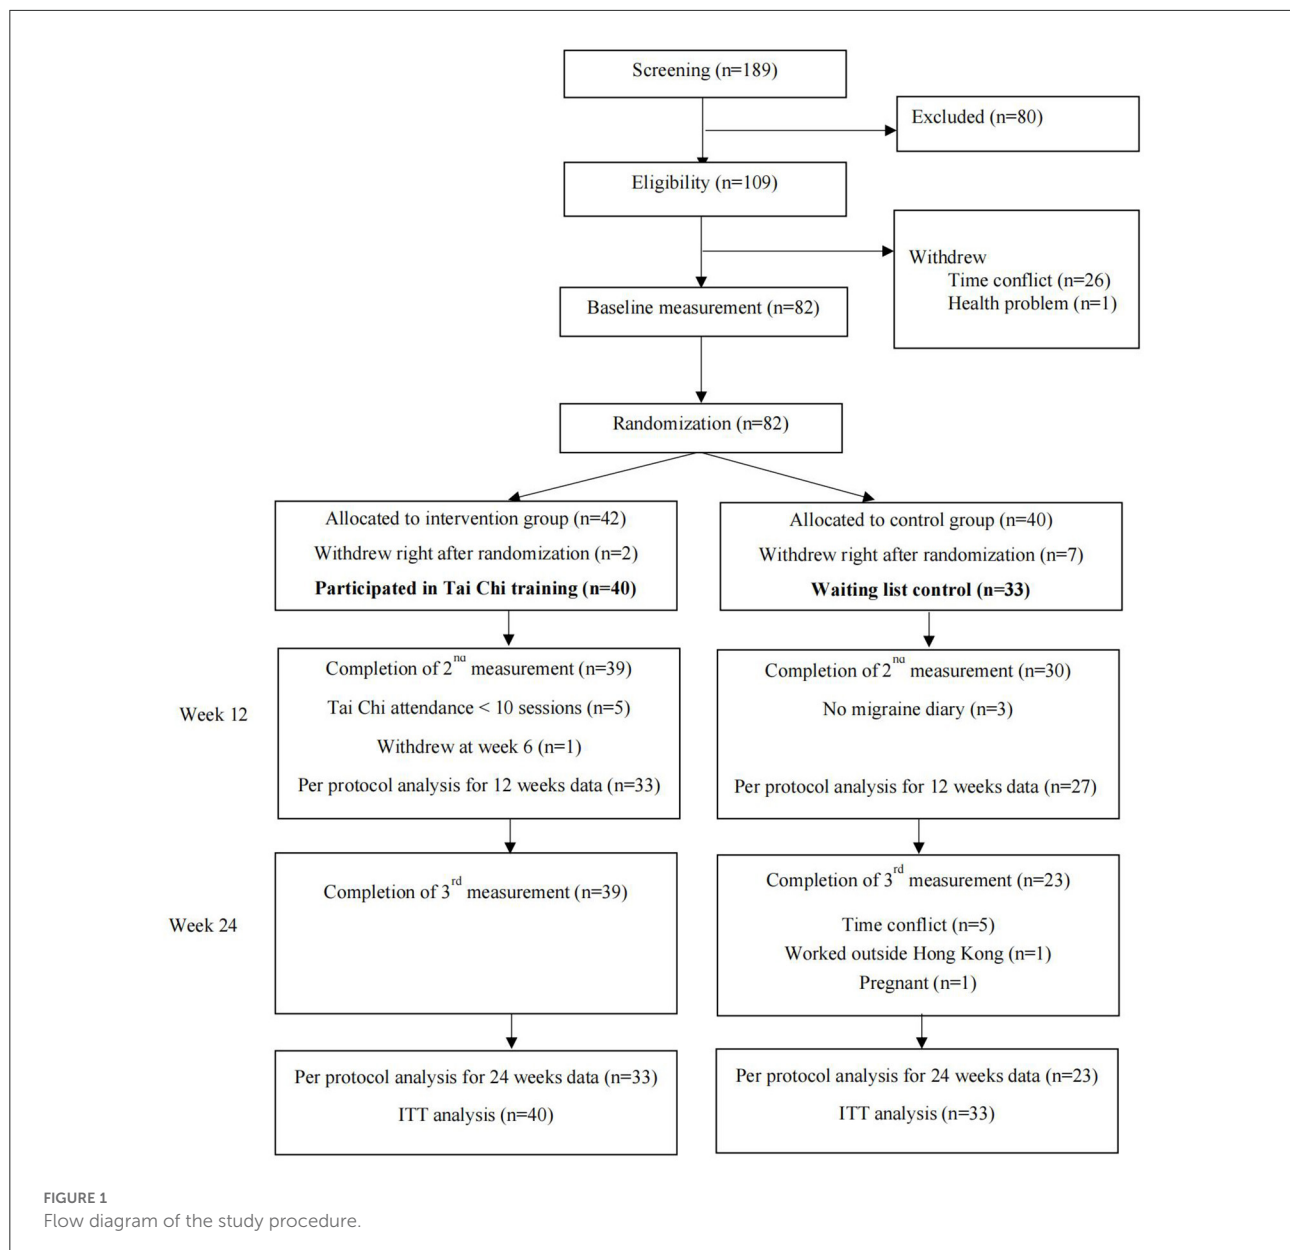 Screening (n=189)
Excluded (n=80)
Eligibility (n=109)
Withdrew
Time conflict (n=26)
Health problem (n=1)
Baseline measurement (n=82)
Randomization (n=82)
Allocated to intervention group (n=42)
Withdrew right after randomization (n=2)
Participated in Tai Chi training (n=40)
Allocated to control group (n=40)
Withdrew right after randomization (n=7)
Waiting list control (n=33)
Week 12
Completion of 2nd measurement (n=39)
Tai Chi attendance < 10 sessions (n=5)
Withdrew at week 6 (n=1)
Per protocol analysis for 12 weeks data (n=33)
Completion of 2nd measurement (n=30)
No migraine diary (n=3)
Per protocol analysis for 12 weeks data (n=27)
Week 24
Completion of 3rd measurement (n=39)
Completion of 3rd measurement (n=23)
Time conflict (n=5)
Worked outside Hong Kong (n=1)
Pregnant (n=1)
Per protocol analysis for 24 weeks data (n=33)
ITT analysis (n=40)
Per protocol analysis for 24 weeks data (n=23)
ITT analysis (n=33)
FIGURE 1
Flow diagram of the study procedure.